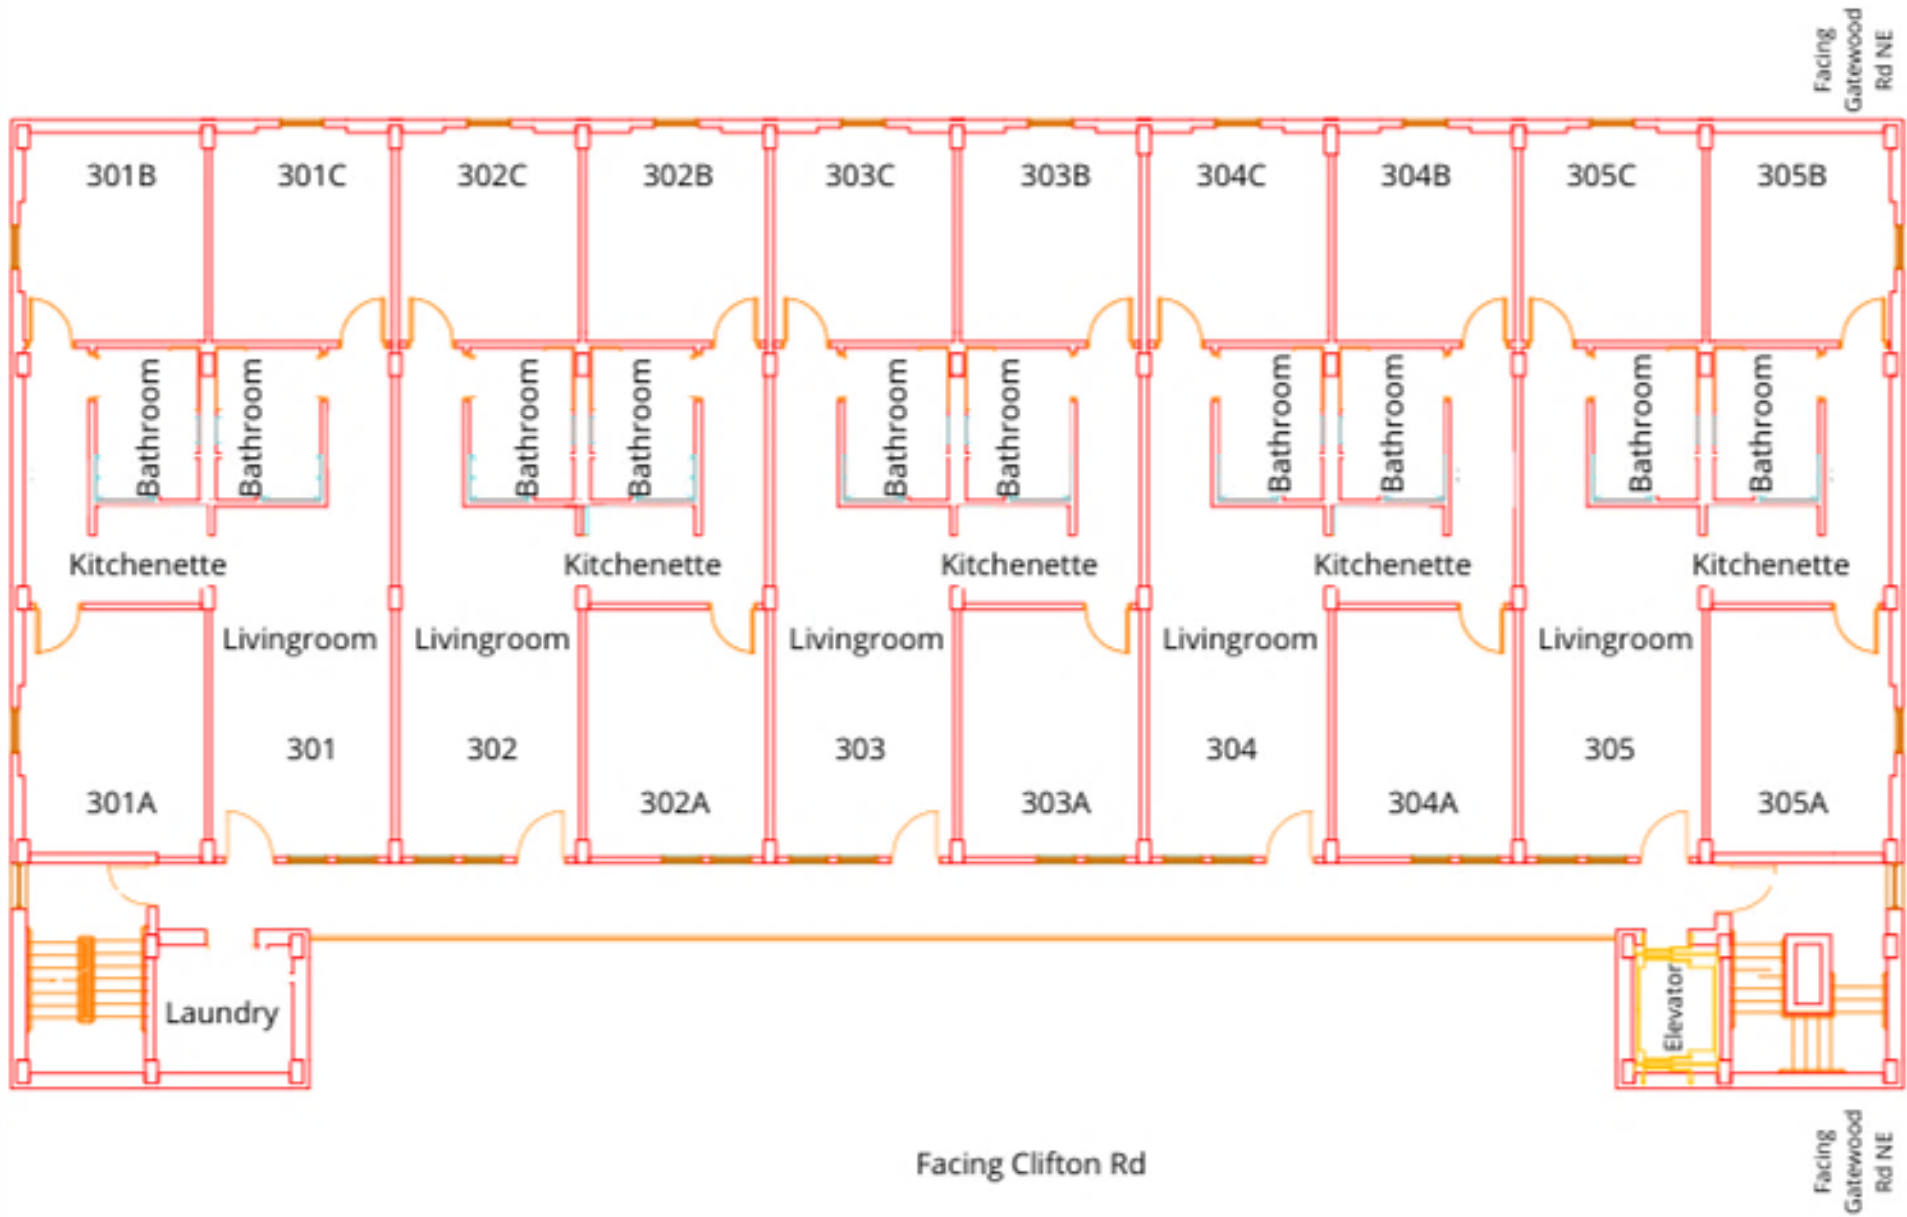 Facing
Gatewood
Rd NE
301B
301C
302C
302B
303C
303B
304C
304B
305C
305B
Bathroom
Bathroom
Bathroom
Bathroom
Bathroom
Bathroom
Bathroom
Bathroom
Bathroom
Bathroom
Kitchenette
Kitchenette
Kitchenette
Kitchenette
Kitchenette
Livingroom
Livingroom
Livingroom
Livingroom
Livingroom
301
302
303
304
305
301A
302A
303A
304A
305A
Laundry
Elevator
Facing Clifton Rd
Facing
Gatewood
Rd NE